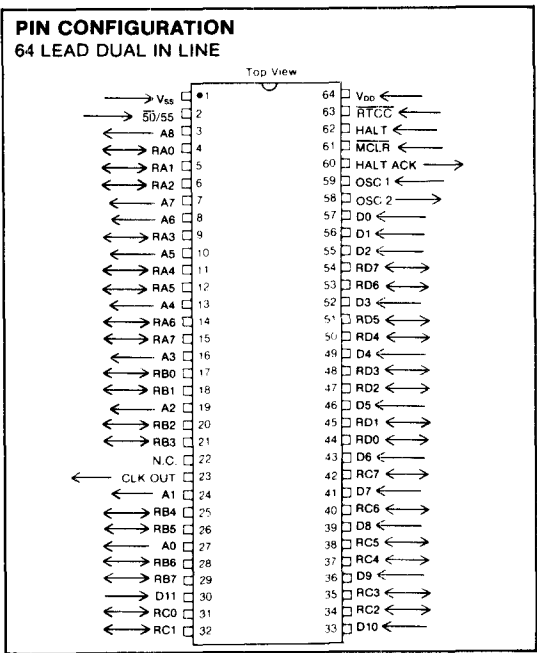 PIN CONFIGURATION
64 LEAD DUAL IN LINE
Top View
Vss 1 64 VDD
50/55 2 63 RTCC
A8 3 62 HALT
RA0 4 61 MCLR
RA1 5 60 HALT ACK
RA2 6 59 OSC 1
A7 7 58 OSC 2
A6 8 57 D0
RA3 9 56 D1
A5 10 55 D2
RA4 11 54 RD7
RA5 12 53 RD6
A4 13 52 D3
RA6 14 51 RD5
RA7 15 50 RD4
A3 16 49 D4
RB0 17 48 RD3
RB1 18 47 RD2
A2 19 46 D5
RB2 20 45 RD1
RB3 21 44 RD0
N.C. 22 43 D6
CLK OUT 23 42 RC7
A1 24 41 D7
RB4 25 40 RC6
RB5 26 39 D8
A0 27 38 RC5
RB6 28 37 RC4
RB7 29 36 D9
D11 30 35 RC3
RC0 31 34 RC2
RC1 32 33 D10